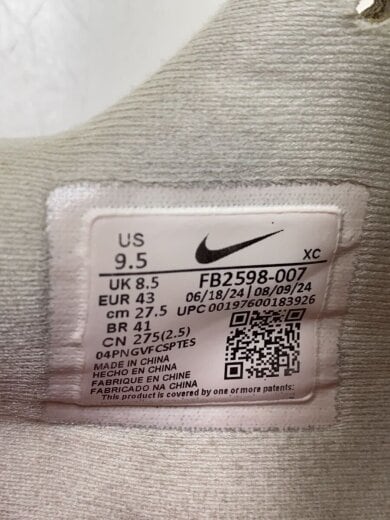 US
9.5
XC
UK 8.5
EUR 43
cm 27.5
BR 41
CN 275(2.5)
FB2598-007
06/18/24 | 08/09/24
UPC 00197600183926
04PNGVFCSPTES
MADE IN CHINA
HECHO EN CHINA
FABRIQUE EN CHINE
FABRICADO NA CHINA
This product is covered by one or more patents: